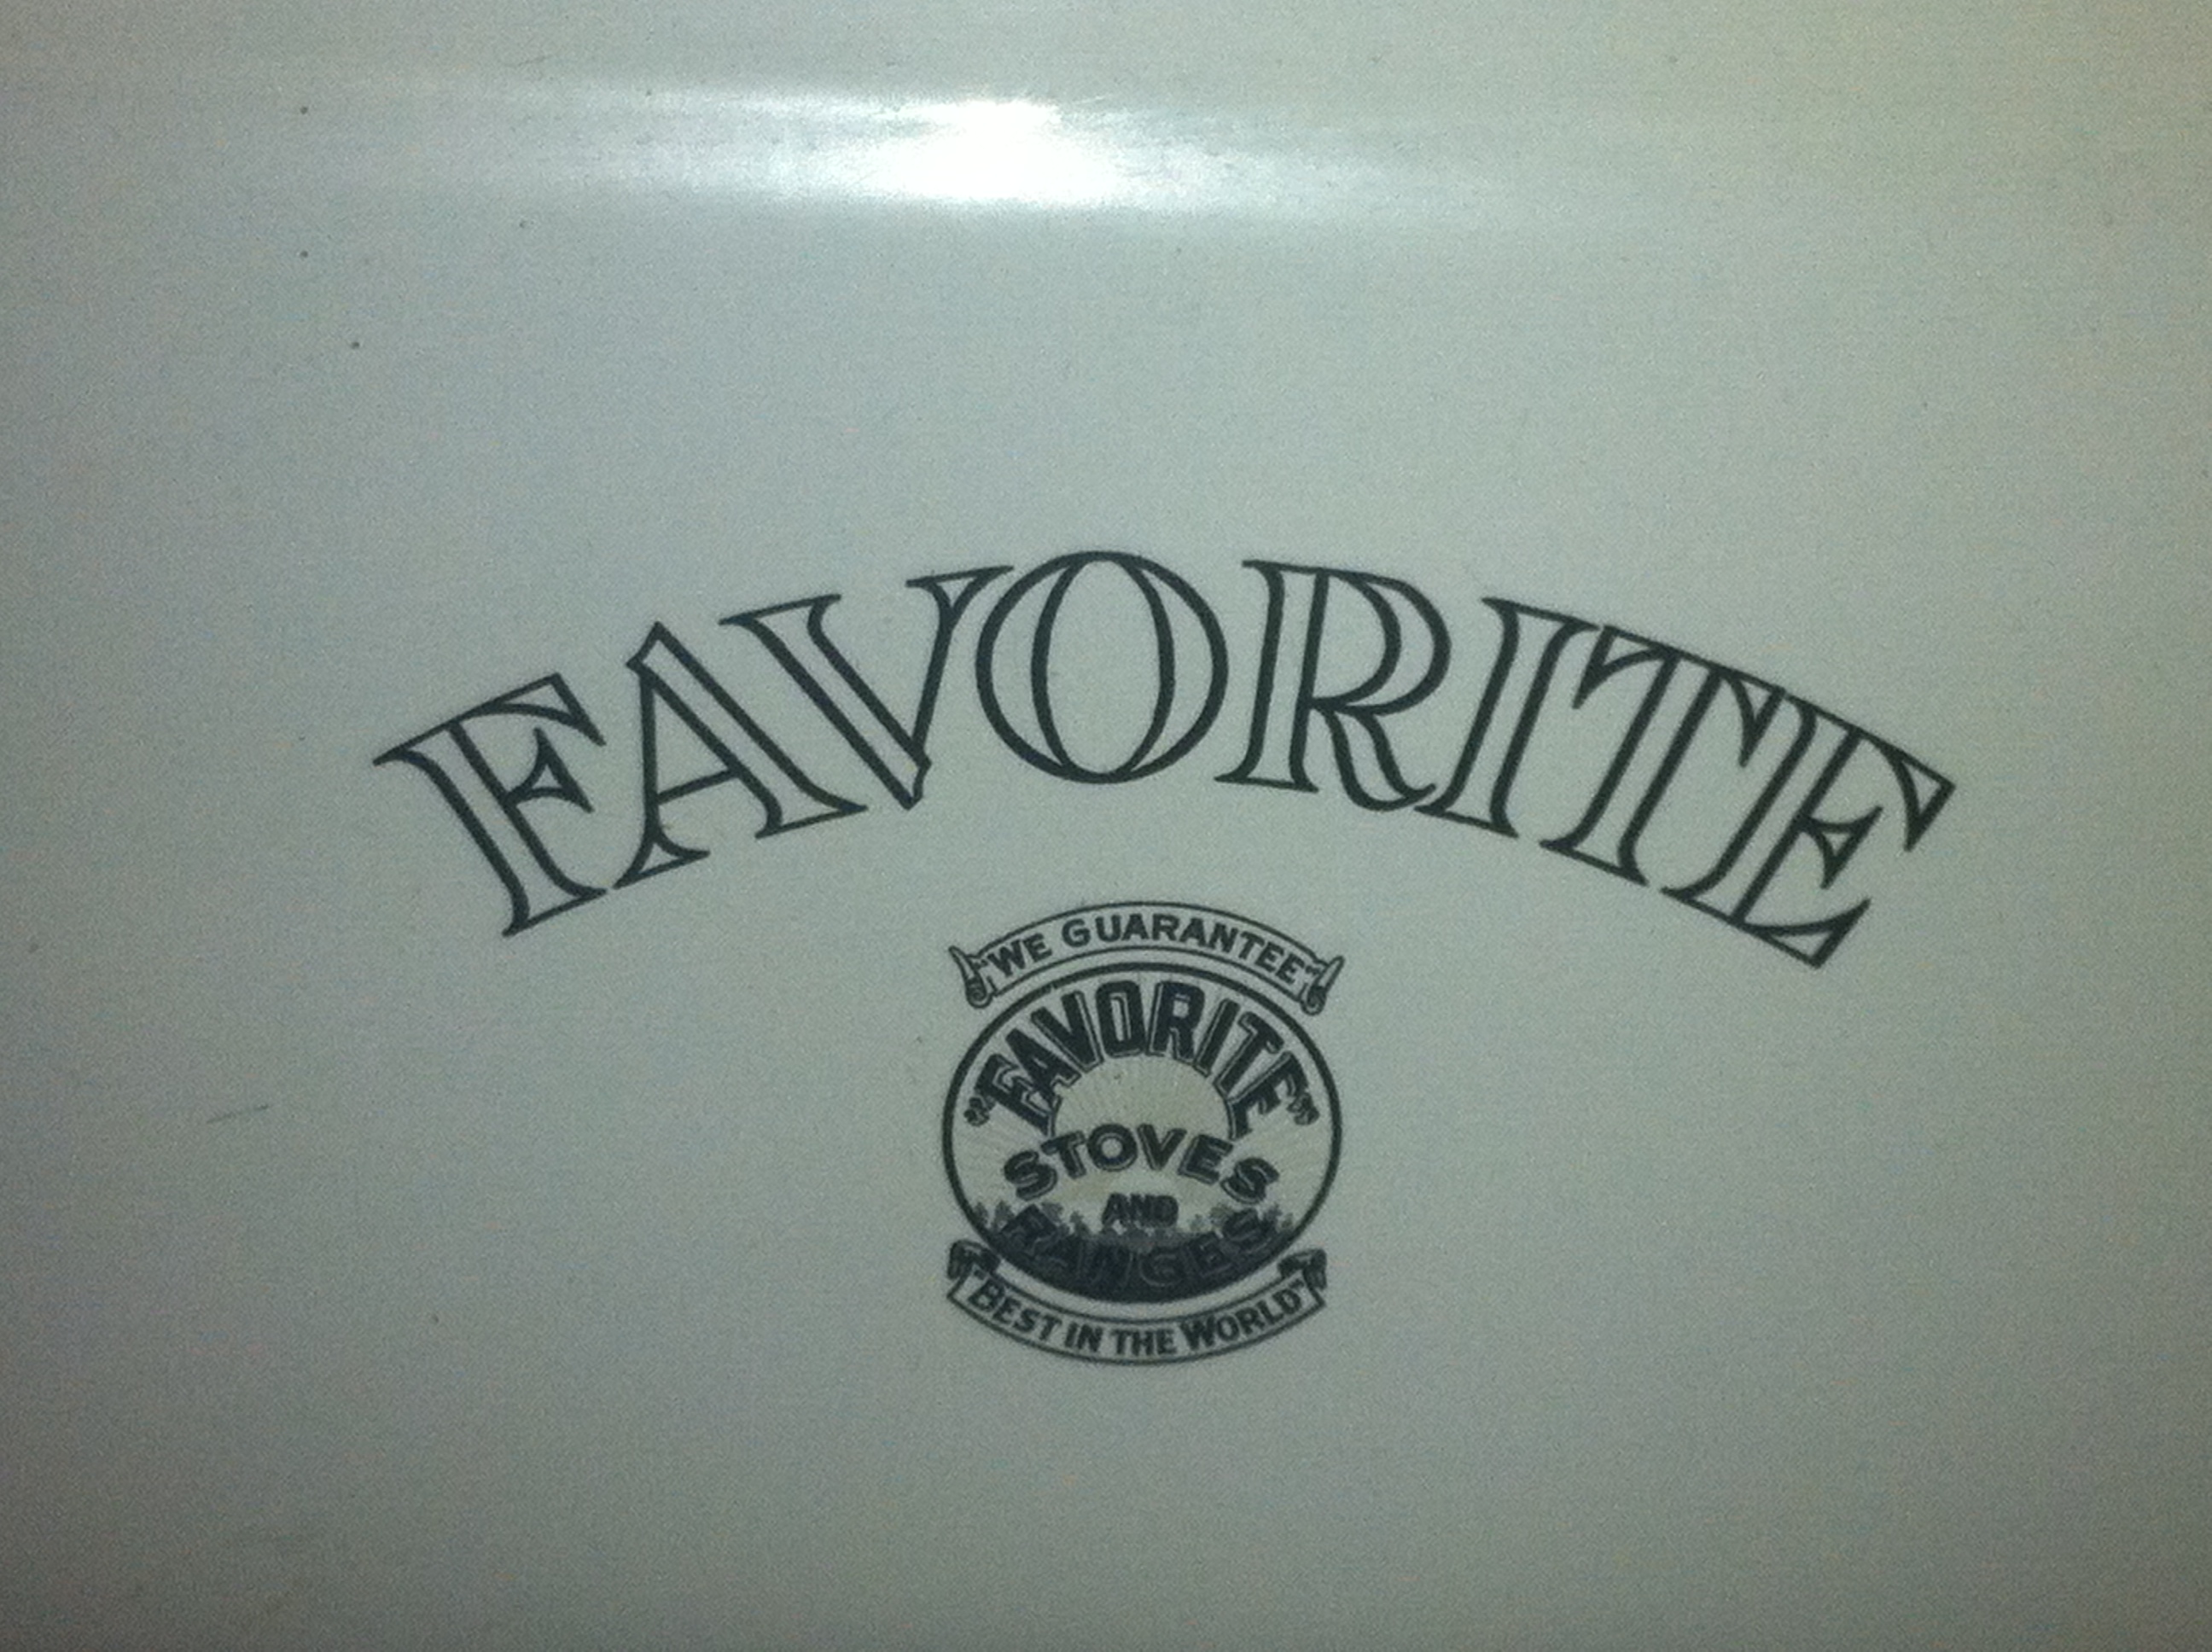 FAVORITE
"WE GUARANTEE"
"FAVORITE"
STOVES
AND
RANGES
"BEST IN THE WORLD"